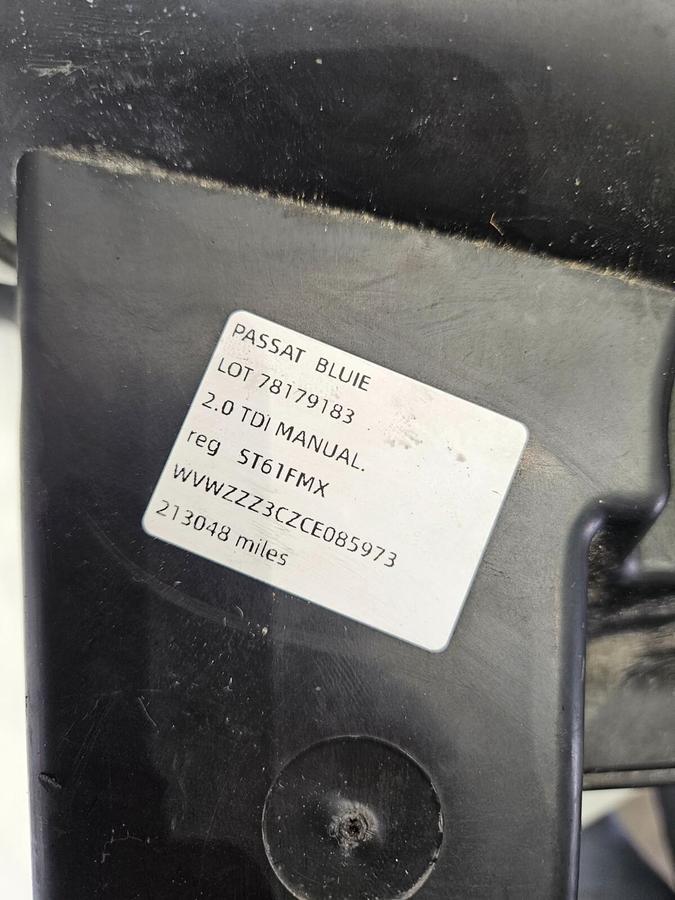 PASSAT BLUIE
LOT 78179183
2.0 TDI MANUAL.
reg ST61FMX
WVWZZZ3CZCE085973
213048 miles